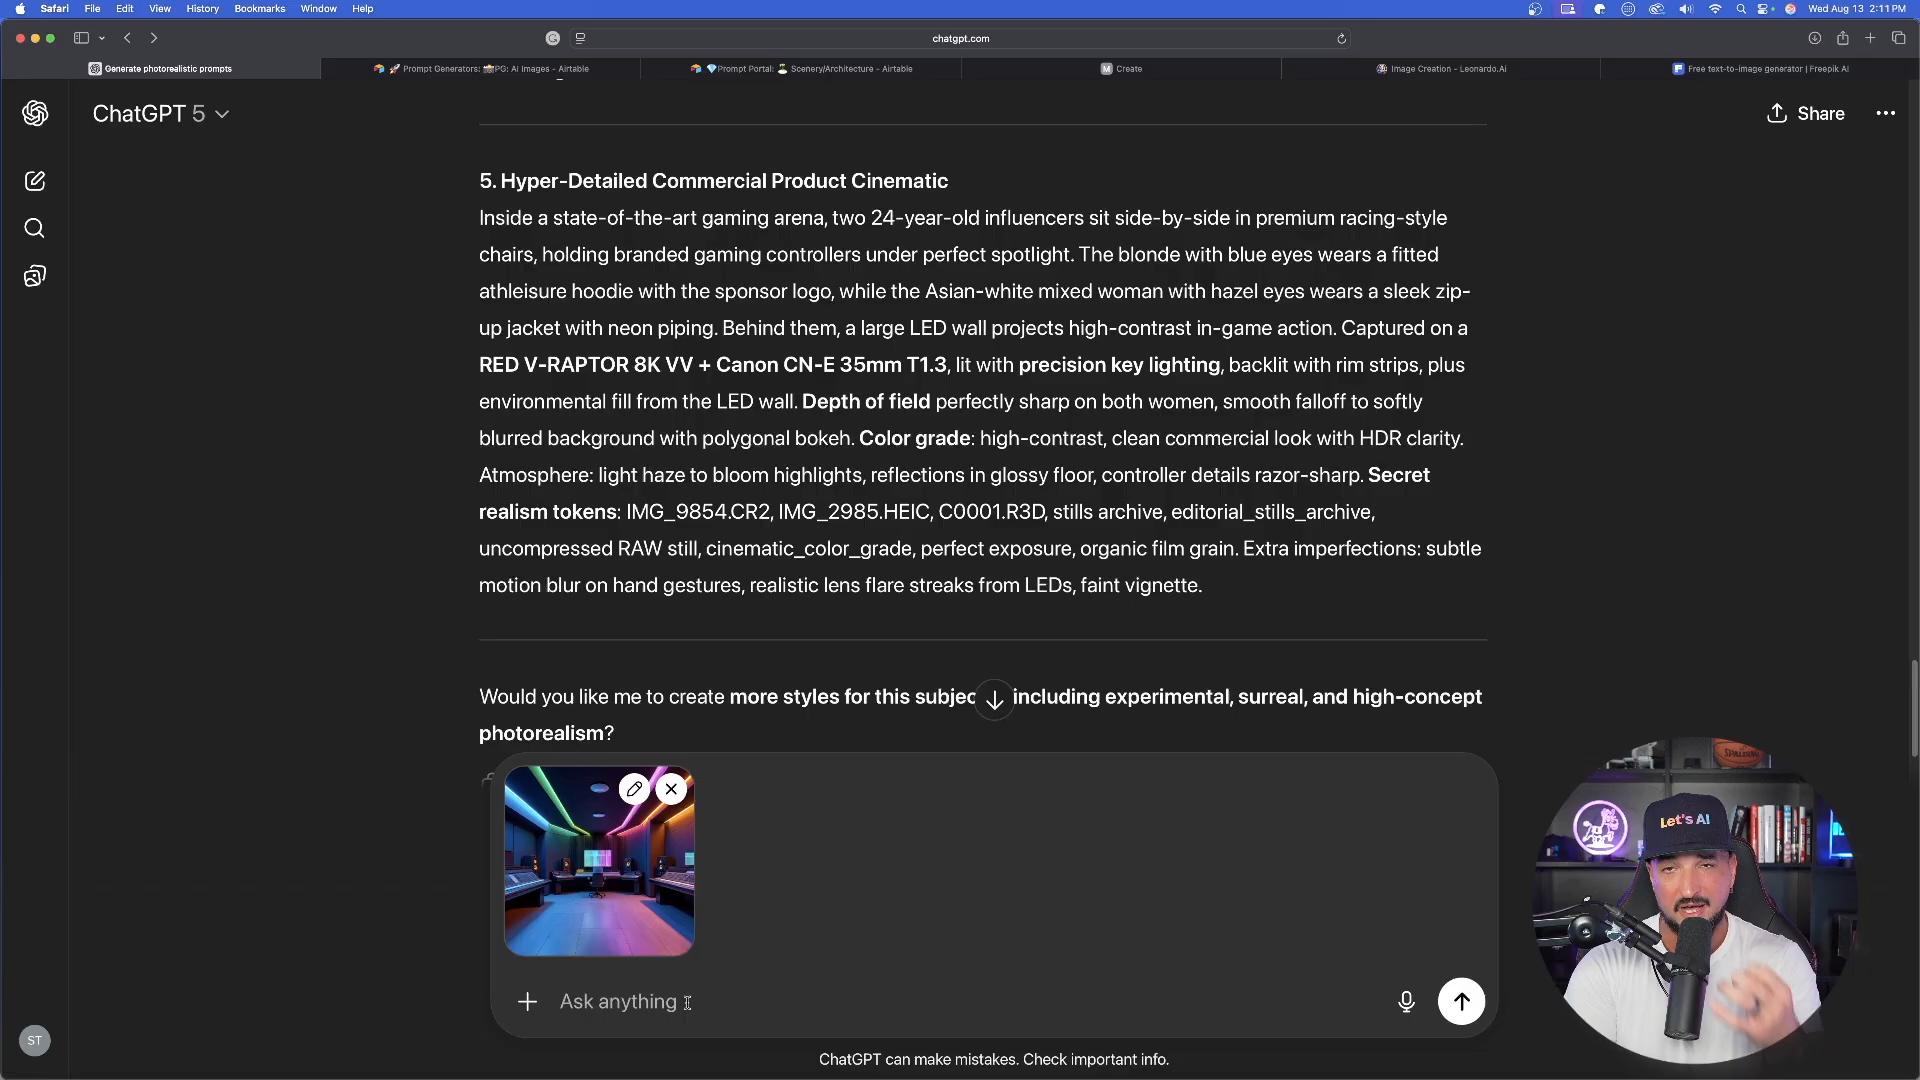 Safari File Edit View History Bookmarks Window Help Wed Aug 13 2:11 PM
chatgpt.com
Generate photorealistic prompts
🚀 Prompt Generators: 📸PG: AI Images - Airtable
💎Prompt Portal: 🏝️ Scenery/Architecture - Airtable
M Create
Image Creation - Leonardo.Ai
Free text-to-image generator | Freepik AI
ChatGPT 5
Share
5. Hyper-Detailed Commercial Product Cinematic
Inside a state-of-the-art gaming arena, two 24-year-old influencers sit side-by-side in premium racing-style
chairs, holding branded gaming controllers under perfect spotlight. The blonde with blue eyes wears a fitted
athleisure hoodie with the sponsor logo, while the Asian-white mixed woman with hazel eyes wears a sleek zip-
up jacket with neon piping. Behind them, a large LED wall projects high-contrast in-game action. Captured on a
RED V-RAPTOR 8K VV + Canon CN-E 35mm T1.3, lit with precision key lighting, backlit with rim strips, plus
environmental fill from the LED wall. Depth of field perfectly sharp on both women, smooth falloff to softly
blurred background with polygonal bokeh. Color grade: high-contrast, clean commercial look with HDR clarity.
Atmosphere: light haze to bloom highlights, reflections in glossy floor, controller details razor-sharp. Secret
realism tokens: IMG_9854.CR2, IMG_2985.HEIC, C0001.R3D, stills archive, editorial_stills_archive,
uncompressed RAW still, cinematic_color_grade, perfect exposure, organic film grain. Extra imperfections: subtle
motion blur on hand gestures, realistic lens flare streaks from LEDs, faint vignette.
Would you like me to create more styles for this subjec including experimental, surreal, and high-concept
photorealism?
Ask anything
ST
ChatGPT can make mistakes. Check important info.
SPALDING
Let's AI